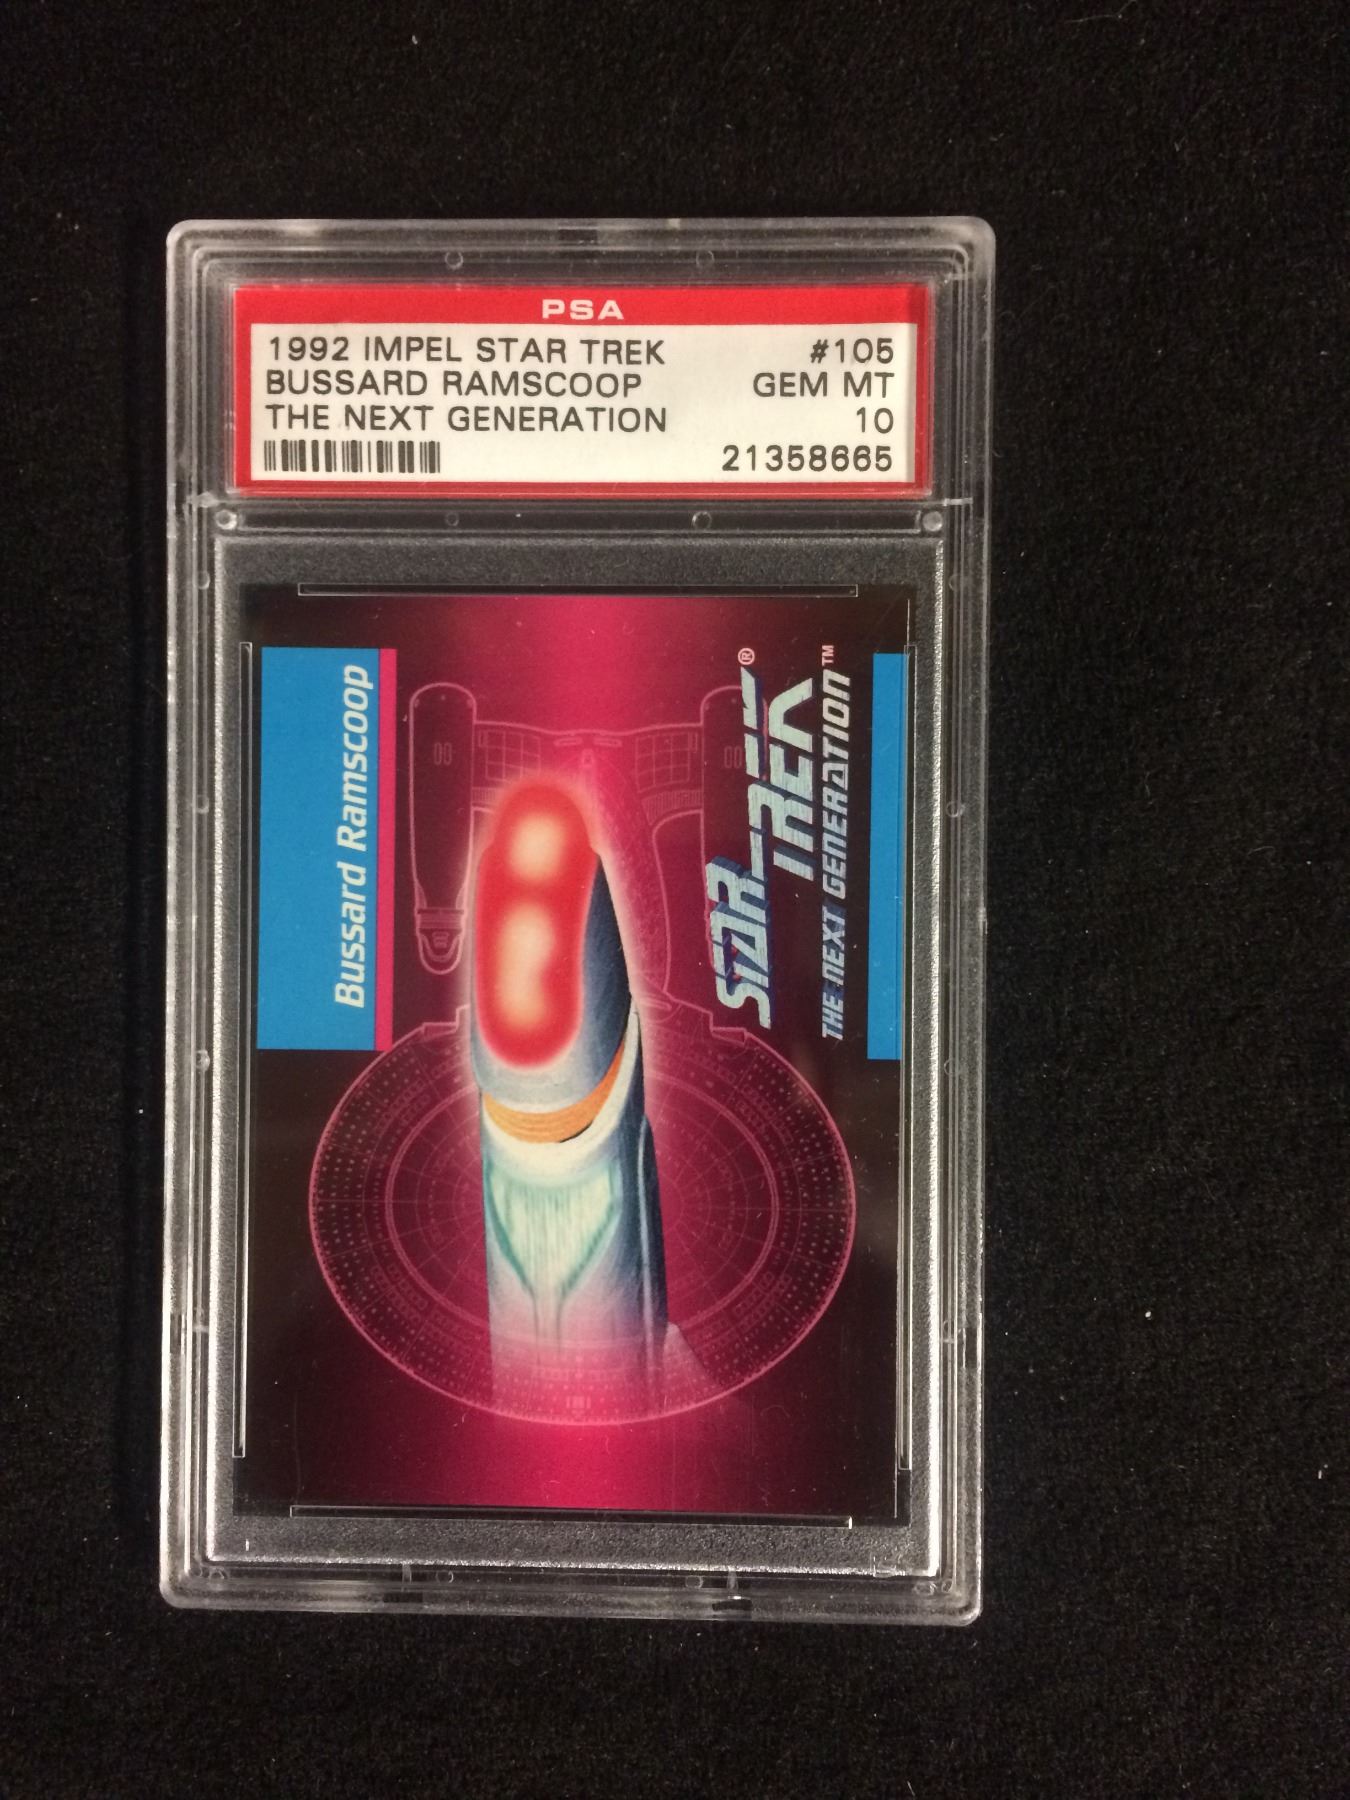 PSA
1992 IMPEL STAR TREK #105
BUSSARD RAMSCOOP GEM MT
THE NEXT GENERATION 10
21358665
Bussard Ramscoop
STAR TREK®
THE NEXT GENERATION™